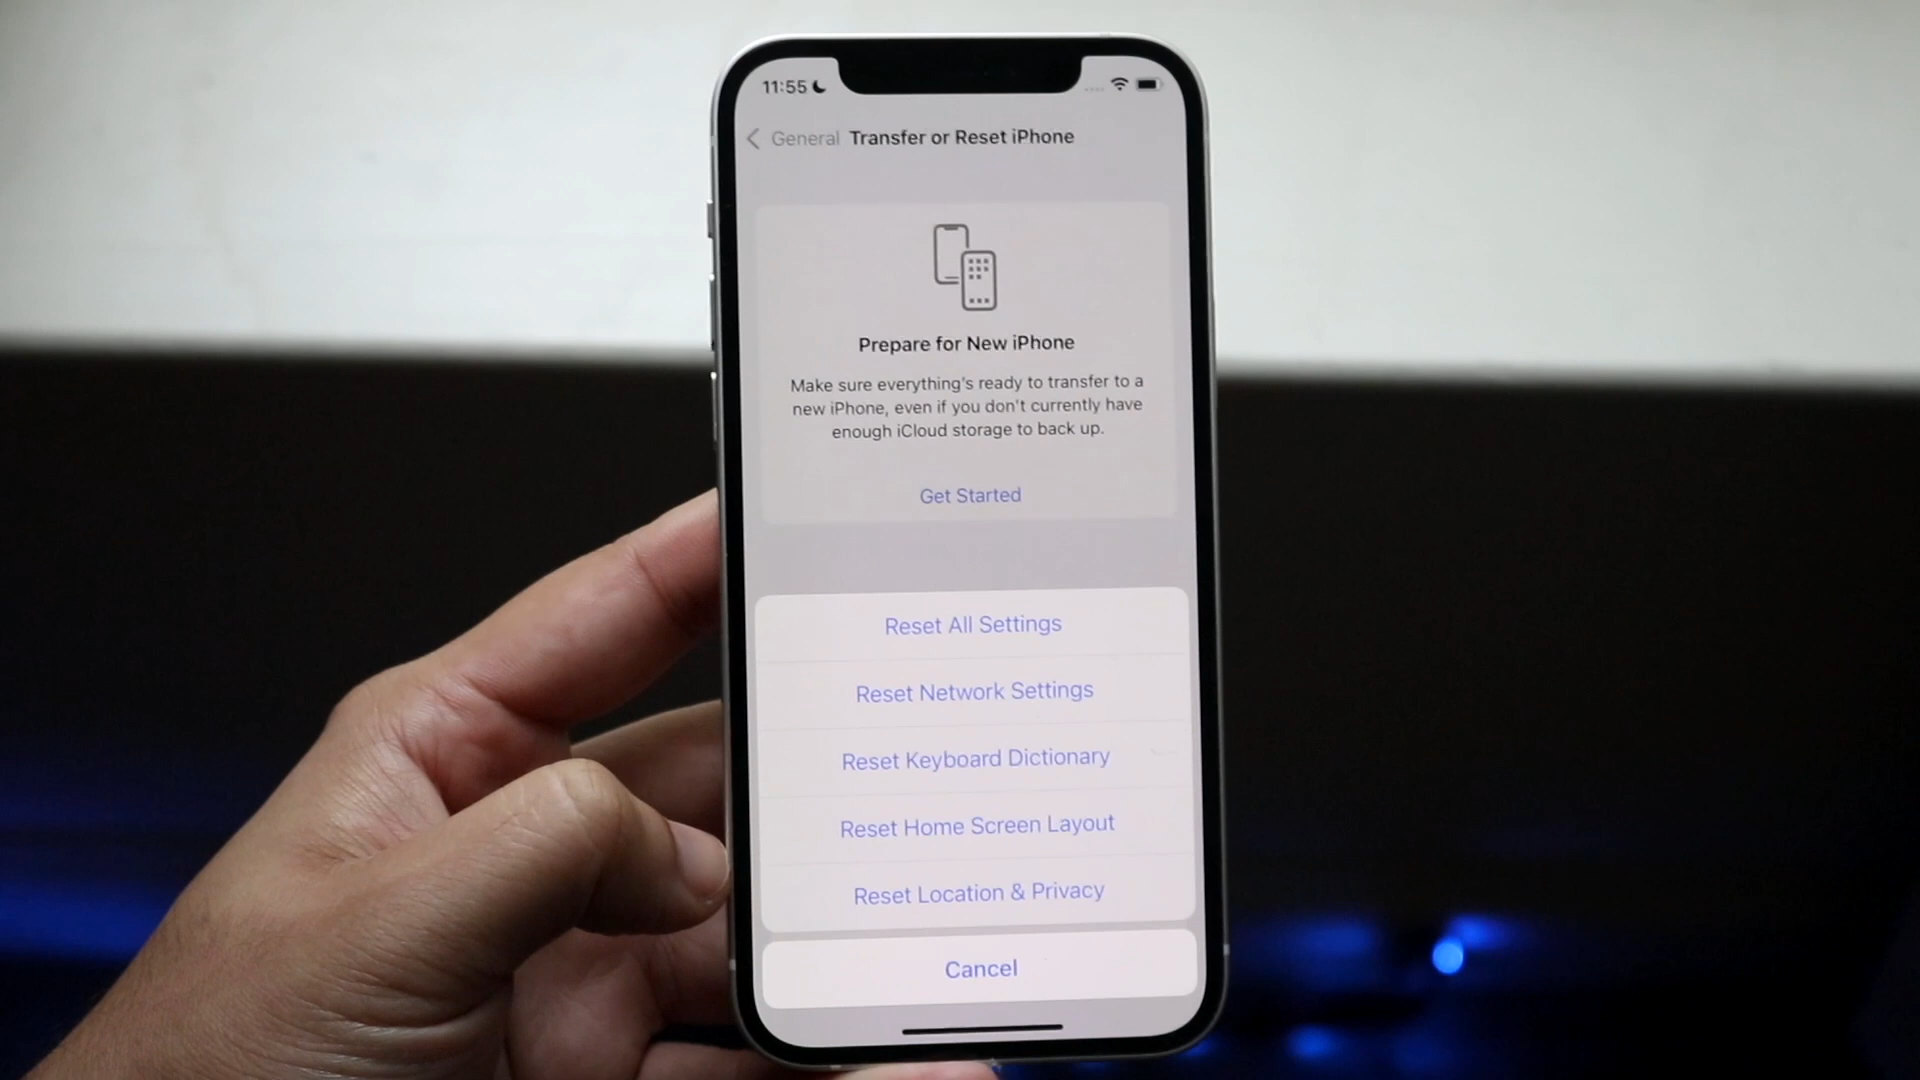 11:55
General Transfer or Reset iPhone
Prepare for New iPhone
Make sure everything's ready to transfer to a
new iPhone, even if you don't currently have
enough iCloud storage to back up.
Get Started
Reset All Settings
Reset Network Settings
Reset Keyboard Dictionary
Reset Home Screen Layout
Reset Location & Privacy
Cancel